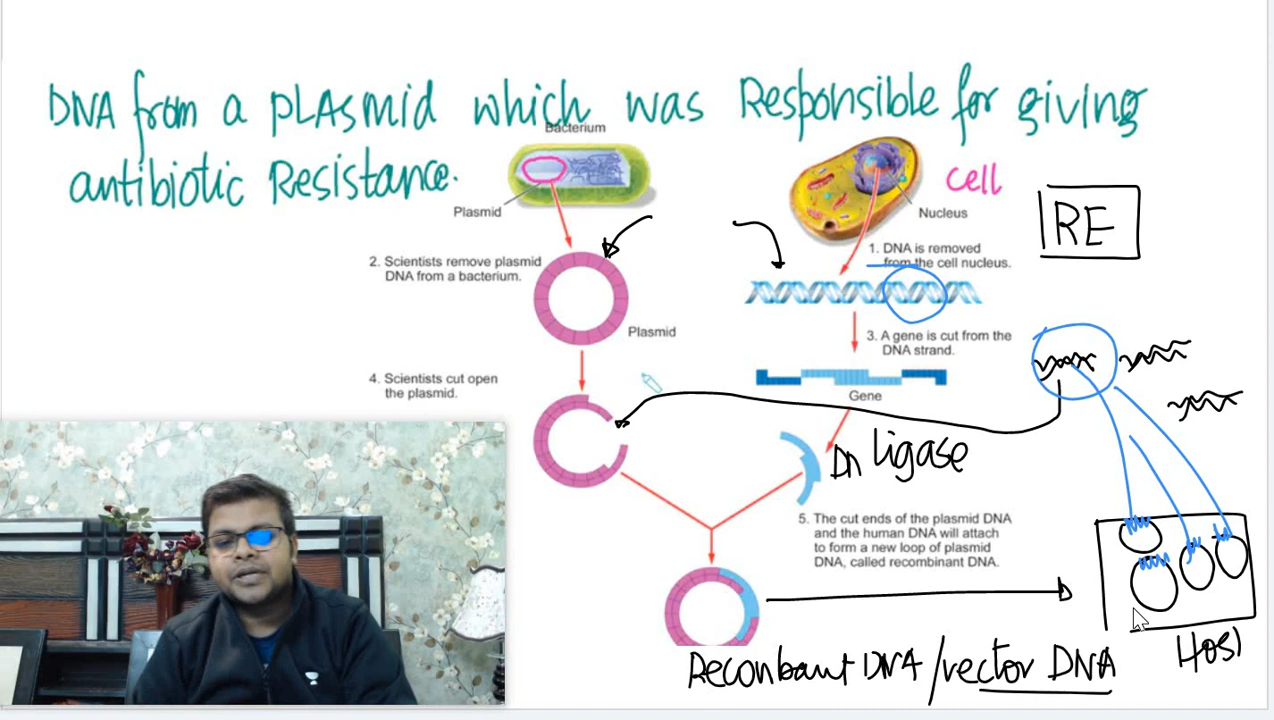 DNA from a PLAsmid which was Responsible for giving
antibiotic Resistance.
Bacterium
Plasmid
cell
Nucleus
RE
1. DNA is removed
from the cell nucleus.
2. Scientists remove plasmid
DNA from a bacterium.
Plasmid
3. A gene is cut from the
DNA strand.
4. Scientists cut open
the plasmid.
Gene
Dn ligase
5. The cut ends of the plasmid DNA
and the human DNA will attach
to form a new loop of plasmid
DNA, called recombinant DNA.
Reconbant DNA/vector DNA
Host